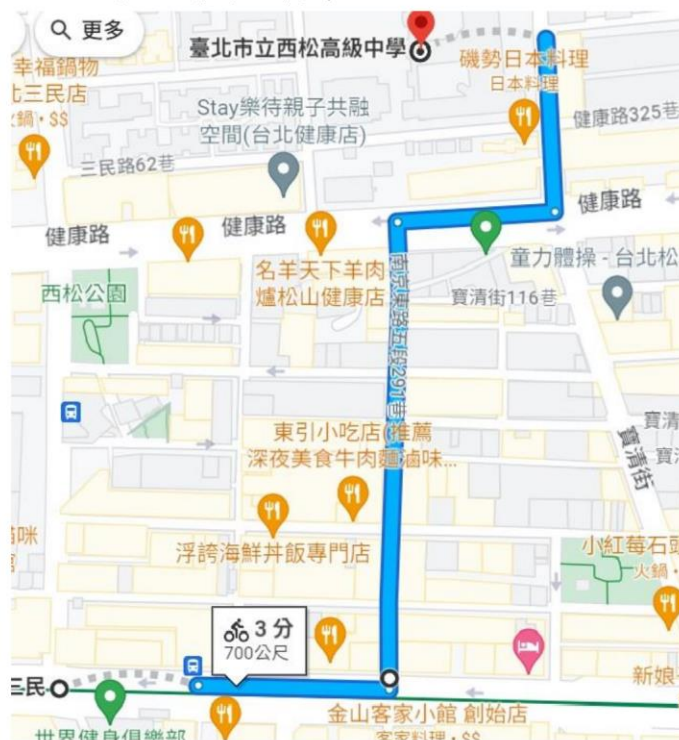 更多
臺北市立西松高級中學
磯勢日本料理
日本料理
幸福鍋物
北三民店
火鍋・$$
Stay樂待親子共融
空間(台北健康店)
健康路325巷
三民路62巷
健康路
健康路
健康路
名羊天下羊肉
爐松山健康店
西松公園
童力體操 - 台北松
寶清街116巷
南京東路五段291巷
東引小吃店(推薦
深夜美食牛肉麵滷味...
寶清
寶清街
浮誇海鮮丼飯專門店
貓咪
小紅莓石頭
火鍋・
3 分
700公尺
三民
新娘
金山客家小館 創始店
客家料理・$$
世界健身俱樂部